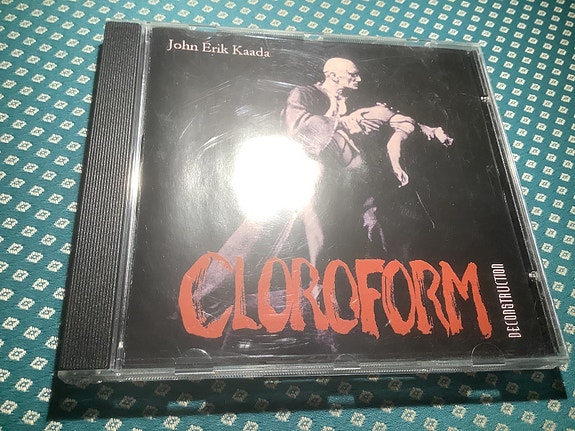 John Erik Kaada
CLOROFORM
DECONSTRUCTION